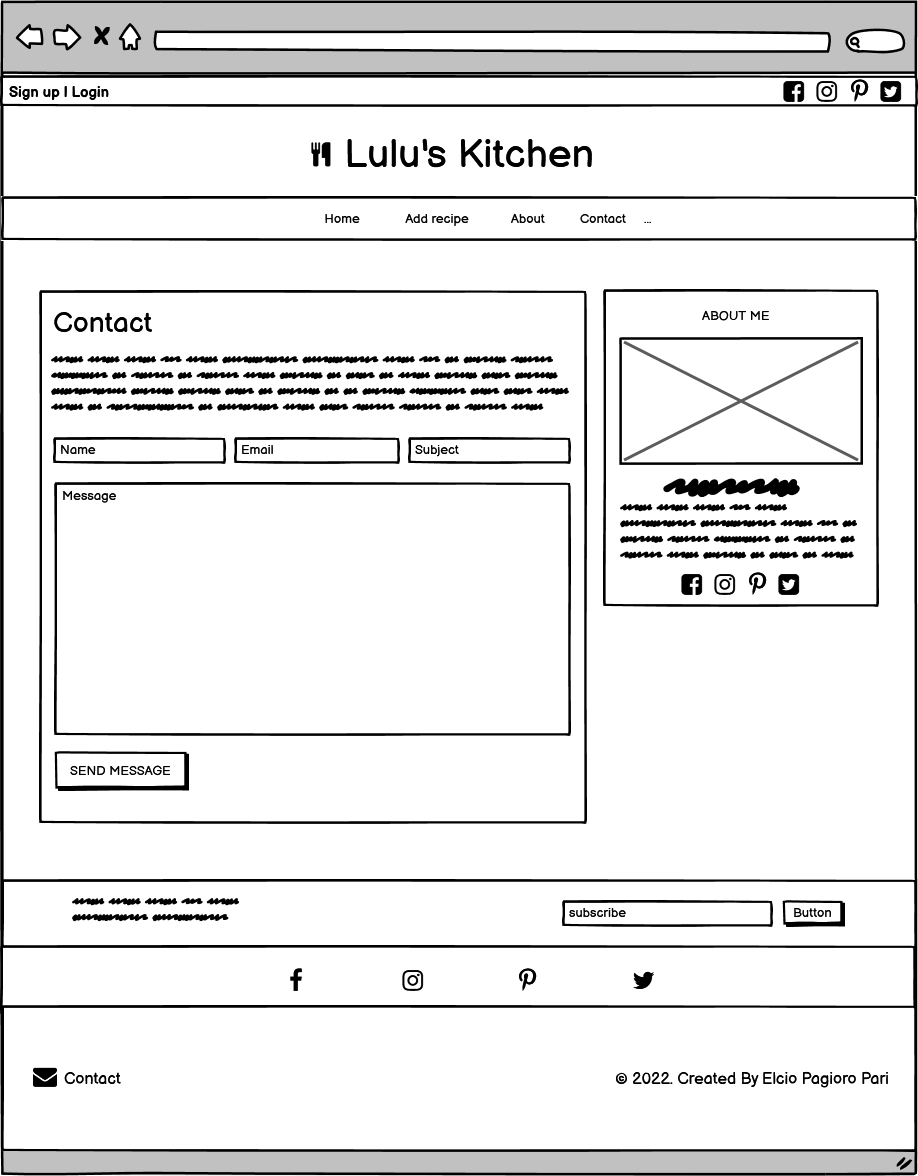 Sign up | Login
Lulu's Kitchen
Home Add recipe About Contact ...
Contact
Name Email Subject
Message
SEND MESSAGE
ABOUT ME
subscribe Button
Contact
© 2022. Created By Elcio Pagioro Pari